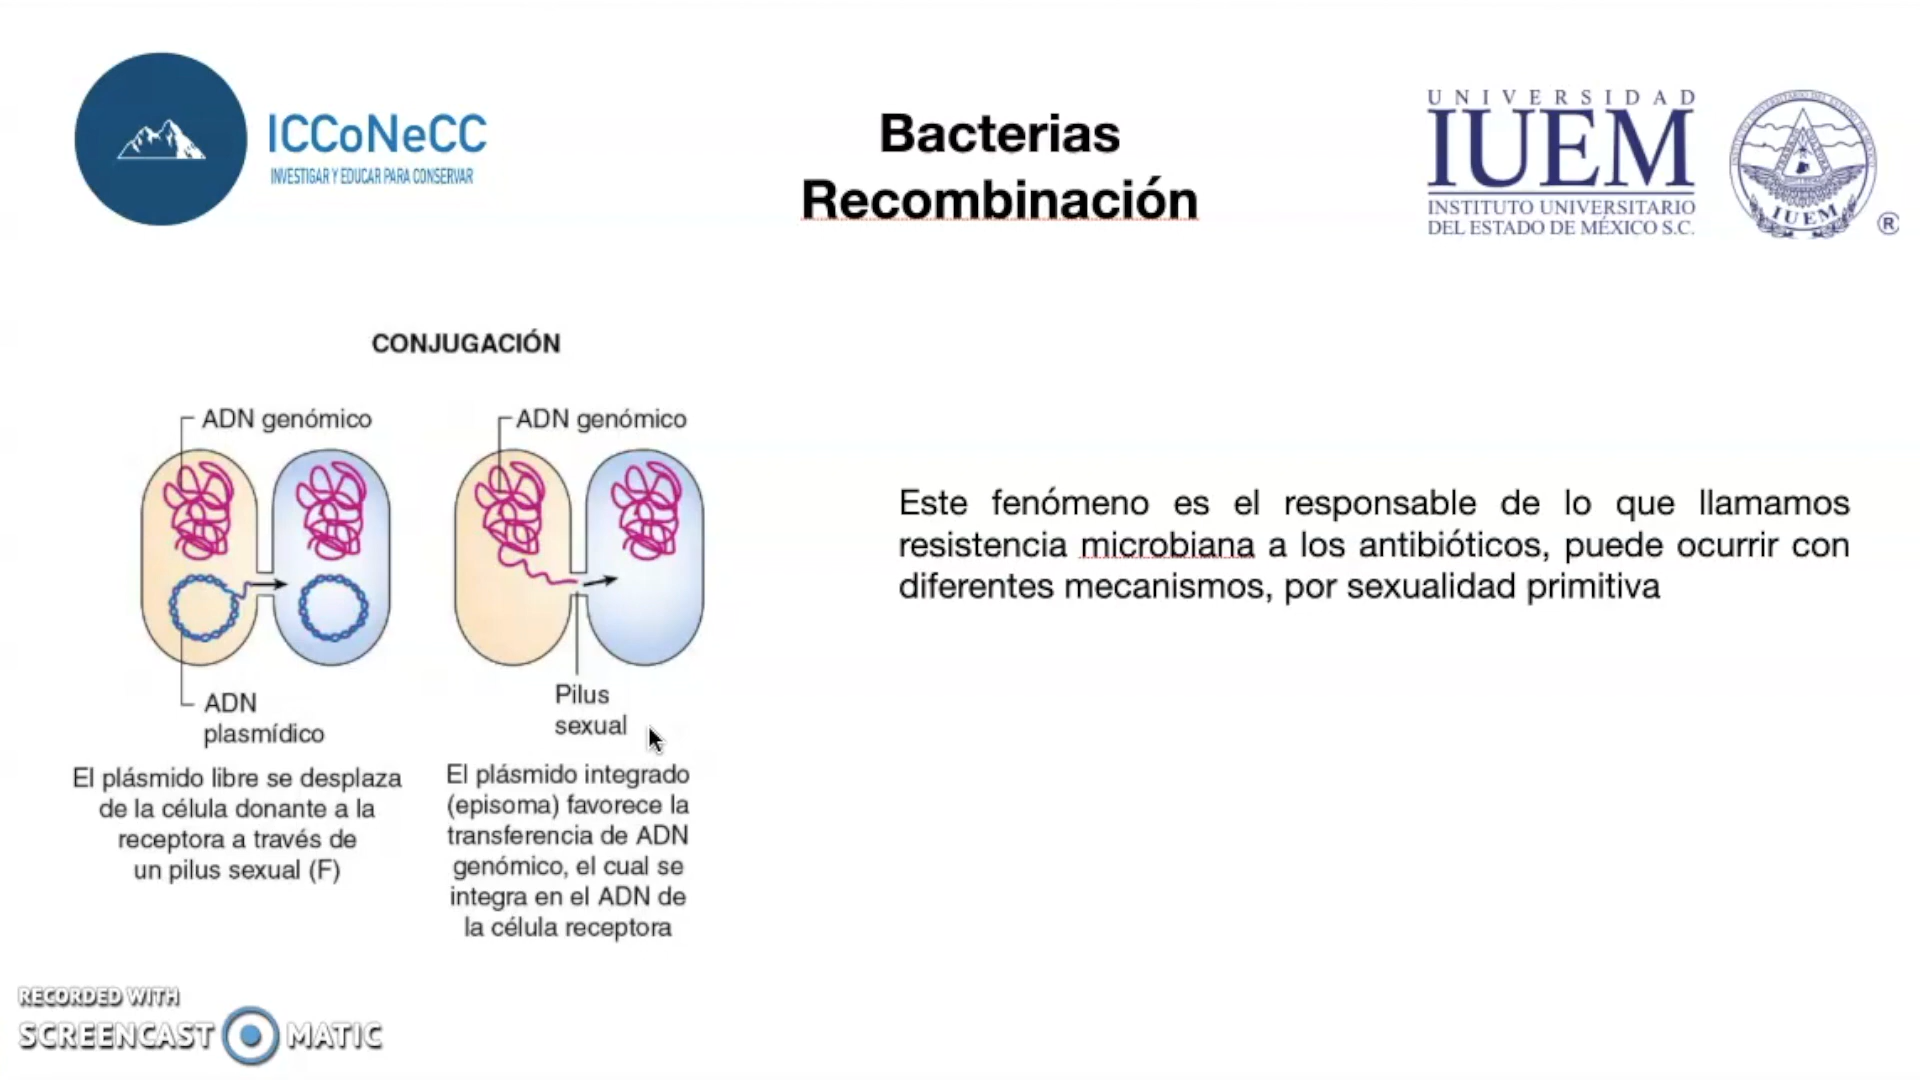 ICCoNeCC
INVESTIGAR Y EDUCAR PARA CONSERVAR
Bacterias
Recombinación
UNIVERSIDAD
IUEM
INSTITUTO UNIVERSITARIO
DEL ESTADO DE MÉXICO S.C.
IUEM
®
CONJUGACIÓN
ADN genómico
ADN genómico
Este fenómeno es el responsable de lo que llamamos
resistencia microbiana a los antibióticos, puede ocurrir con
diferentes mecanismos, por sexualidad primitiva
ADN
plasmídico
Pilus
sexual
El plásmido libre se desplaza
de la célula donante a la
receptora a través de
un pilus sexual (F)
El plásmido integrado
(episoma) favorece la
transferencia de ADN
genómico, el cual se
integra en el ADN de
la célula receptora
RECORDED WITH
SCREENCAST MATIC